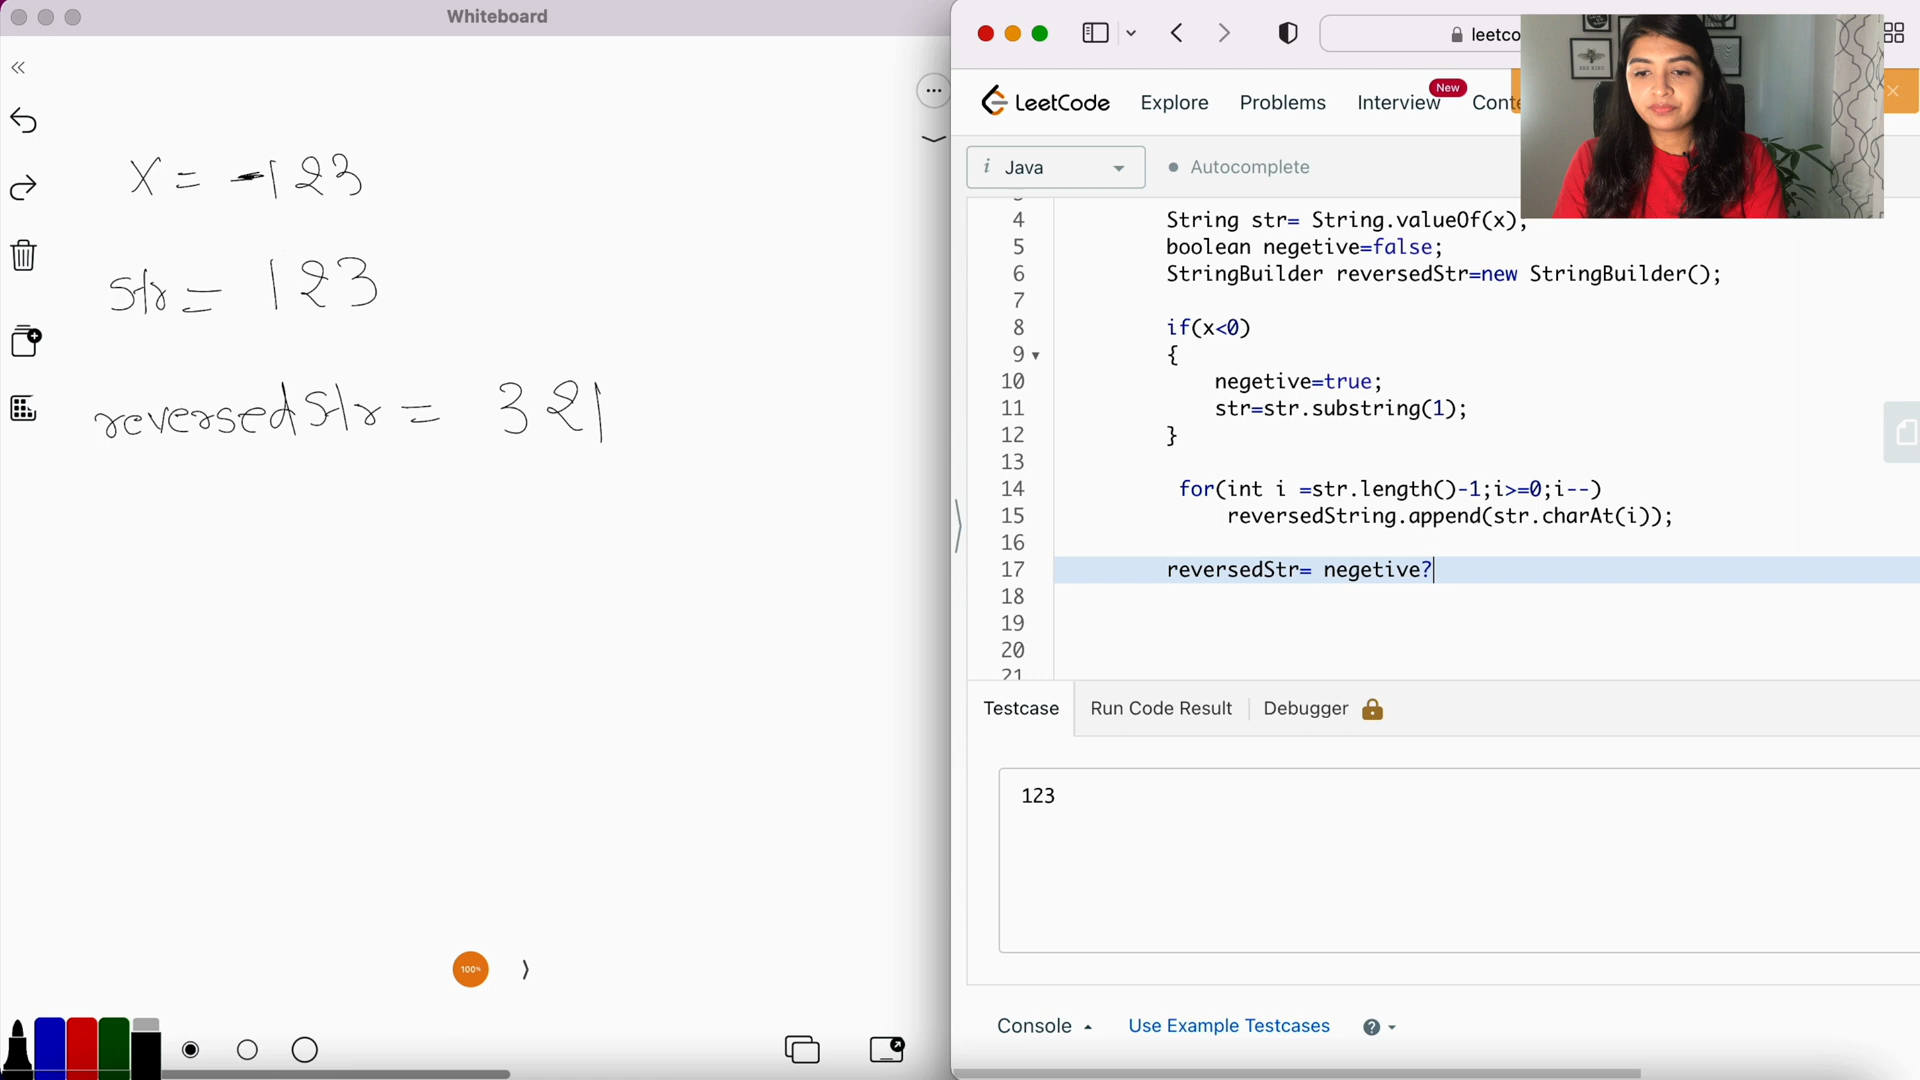 Whiteboard
X = -123
str = 123
reversedStr = 321
100%
leetco
LeetCode
Explore
Problems
Interview
New
Cont
i Java
Autocomplete
4 String str= String.valueOf(x);
5 boolean negetive=false;
6 StringBuilder reversedStr=new StringBuilder();
7
8 if(x<0)
9 {
10 negetive=true;
11 str=str.substring(1);
12 }
13
14 for(int i =str.length()-1;i>=0;i--)
15 reversedString.append(str.charAt(i));
16
17 reversedStr= negetive?
18
19
20
21
Testcase
Run Code Result
Debugger
123
Console
Use Example Testcases
?